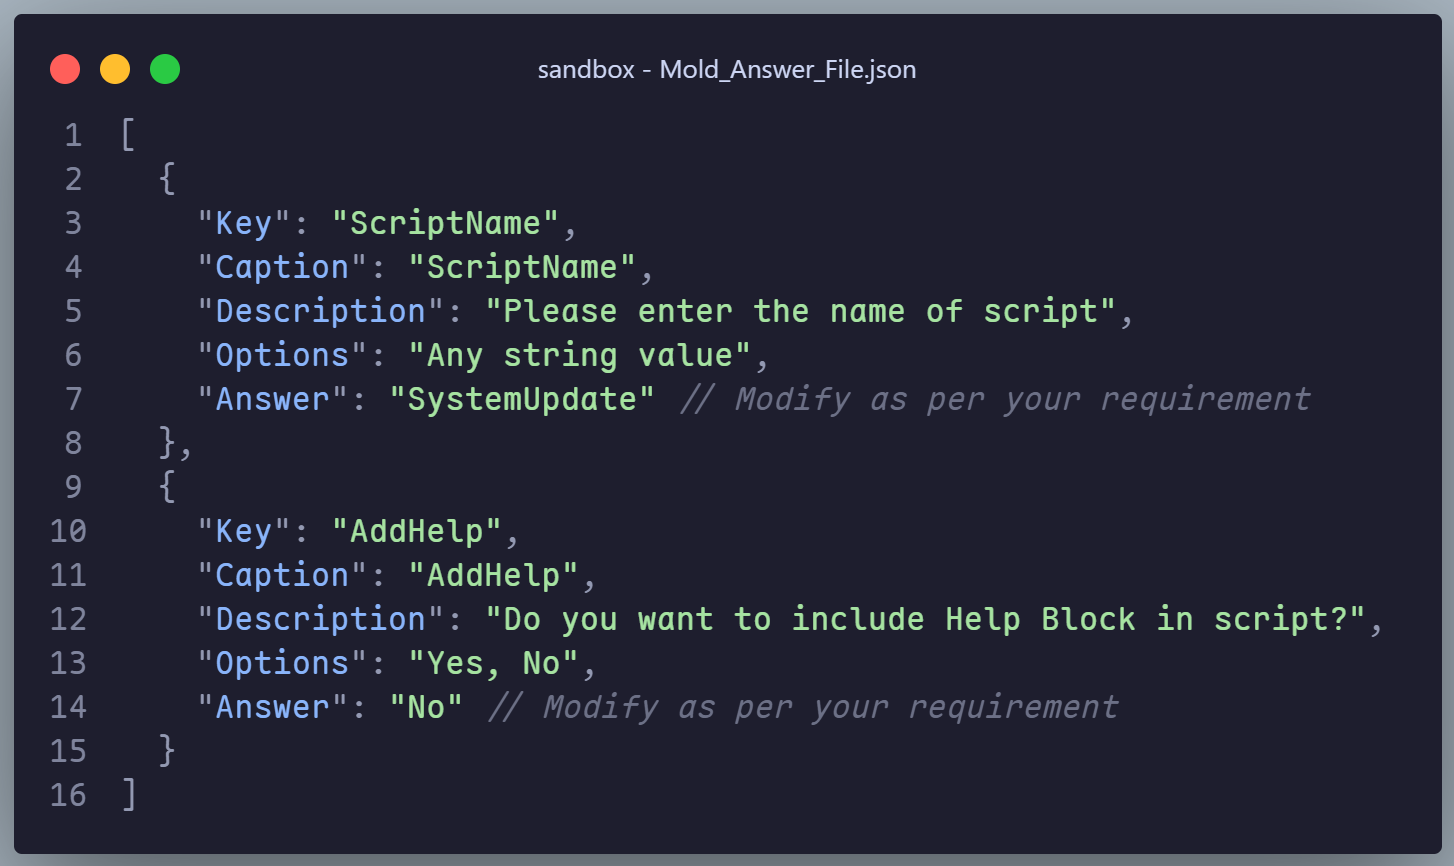 sandbox - Mold_Answer_File.json
1 [
2   {
3     "Key": "ScriptName",
4     "Caption": "ScriptName",
5     "Description": "Please enter the name of script",
6     "Options": "Any string value",
7     "Answer": "SystemUpdate" // Modify as per your requirement
8   },
9   {
10     "Key": "AddHelp",
11     "Caption": "AddHelp",
12     "Description": "Do you want to include Help Block in script?",
13     "Options": "Yes, No",
14     "Answer": "No" // Modify as per your requirement
15   }
16 ]